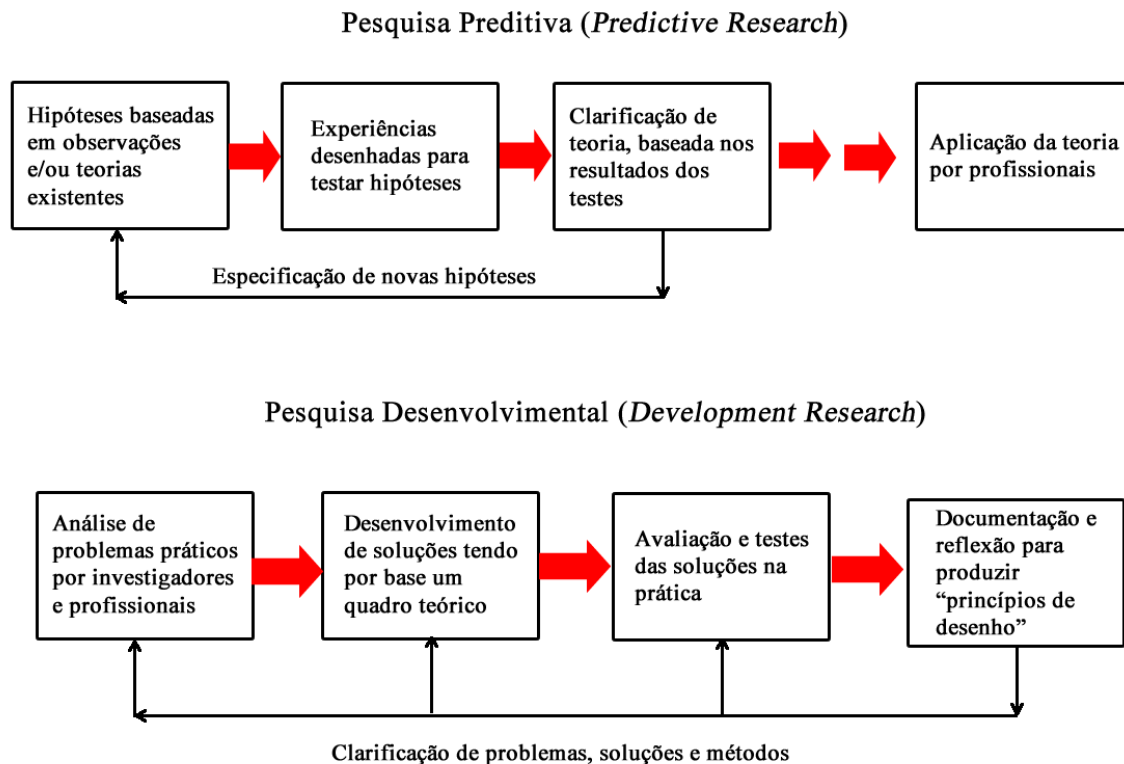 Pesquisa Preditiva (Predictive Research)
Hipóteses baseadas
em observações
e/ou teorias
existentes
Experiências
desenhadas para
testar hipóteses
Clarificação de
teoria, baseada nos
resultados dos
testes
Aplicação da teoria
por profissionais
Especificação de novas hipóteses
Pesquisa Desenvolvimental (Development Research)
Análise de
problemas práticos
por investigadores
e profissionais
Desenvolvimento
de soluções tendo
por base um
quadro teórico
Avaliação e testes
das soluções na
prática
Documentação e
reflexão para
produzir
“princípios de
desenho”
Clarificação de problemas, soluções e métodos